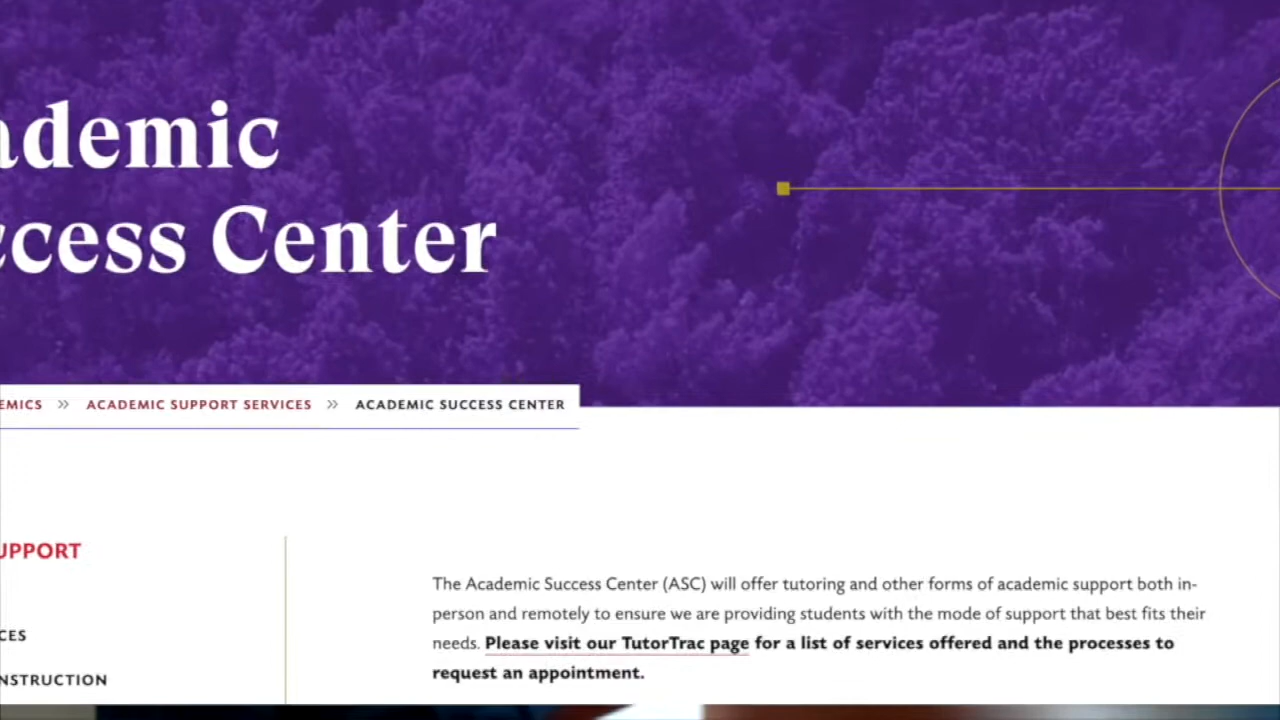 ademic
ccess Center
EMICS >> ACADEMIC SUPPORT SERVICES >> ACADEMIC SUCCESS CENTER
UPPORT
The Academic Success Center (ASC) will offer tutoring and other forms of academic support both in-
person and remotely to ensure we are providing students with the mode of support that best fits their
CES
needs. Please visit our TutorTrac page for a list of services offered and the processes to
NSTRUCTION
request an appointment.